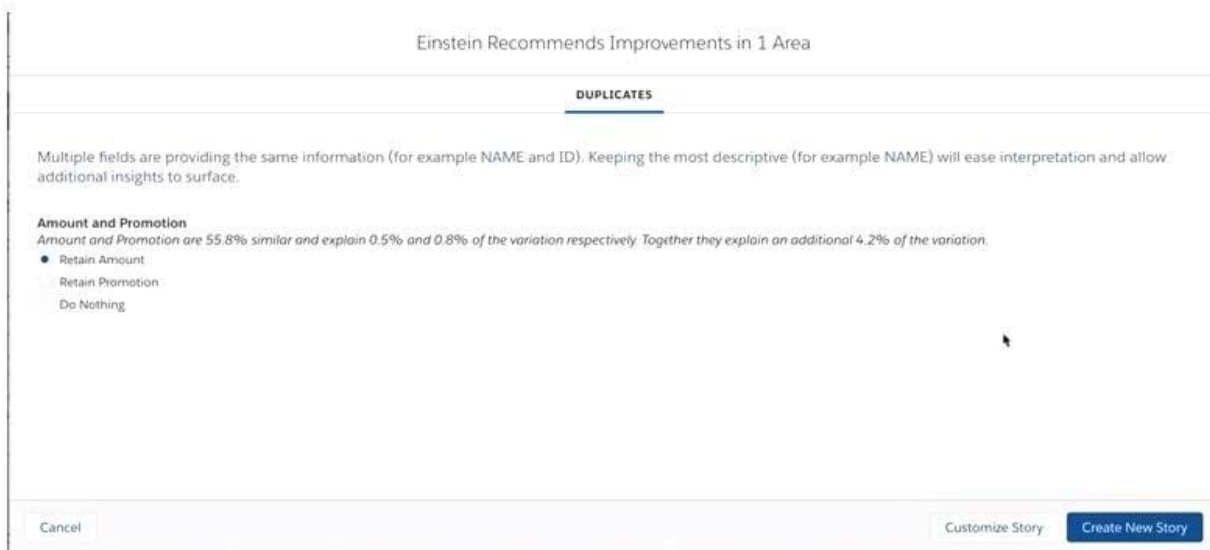 Einstein Recommends Improvements in 1 Area
DUPLICATES
Multiple fields are providing the same information (for example NAME and ID). Keeping the most descriptive (for example NAME) will ease interpretation and allow
additional insights to surface.
Amount and Promotion
Amount and Promotion are 55.8% similar and explain 0.5% and 0.8% of the variation respectively. Together they explain an additional 4.2% of the variation.
Retain Amount
Retain Promotion
Do Nothing
Cancel
Customize Story
Create New Story